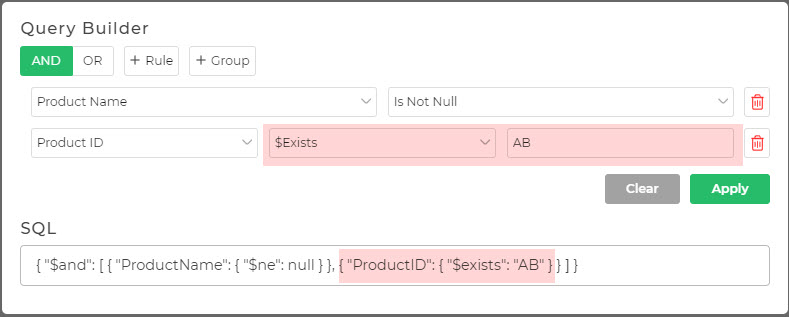 Query Builder
AND OR + Rule + Group
Product Name Is Not Null
Product ID $Exists AB
Clear Apply
SQL
{ "$and": [ { "ProductName": { "$ne": null } }, { "ProductID": { "$exists": "AB" } } ] }